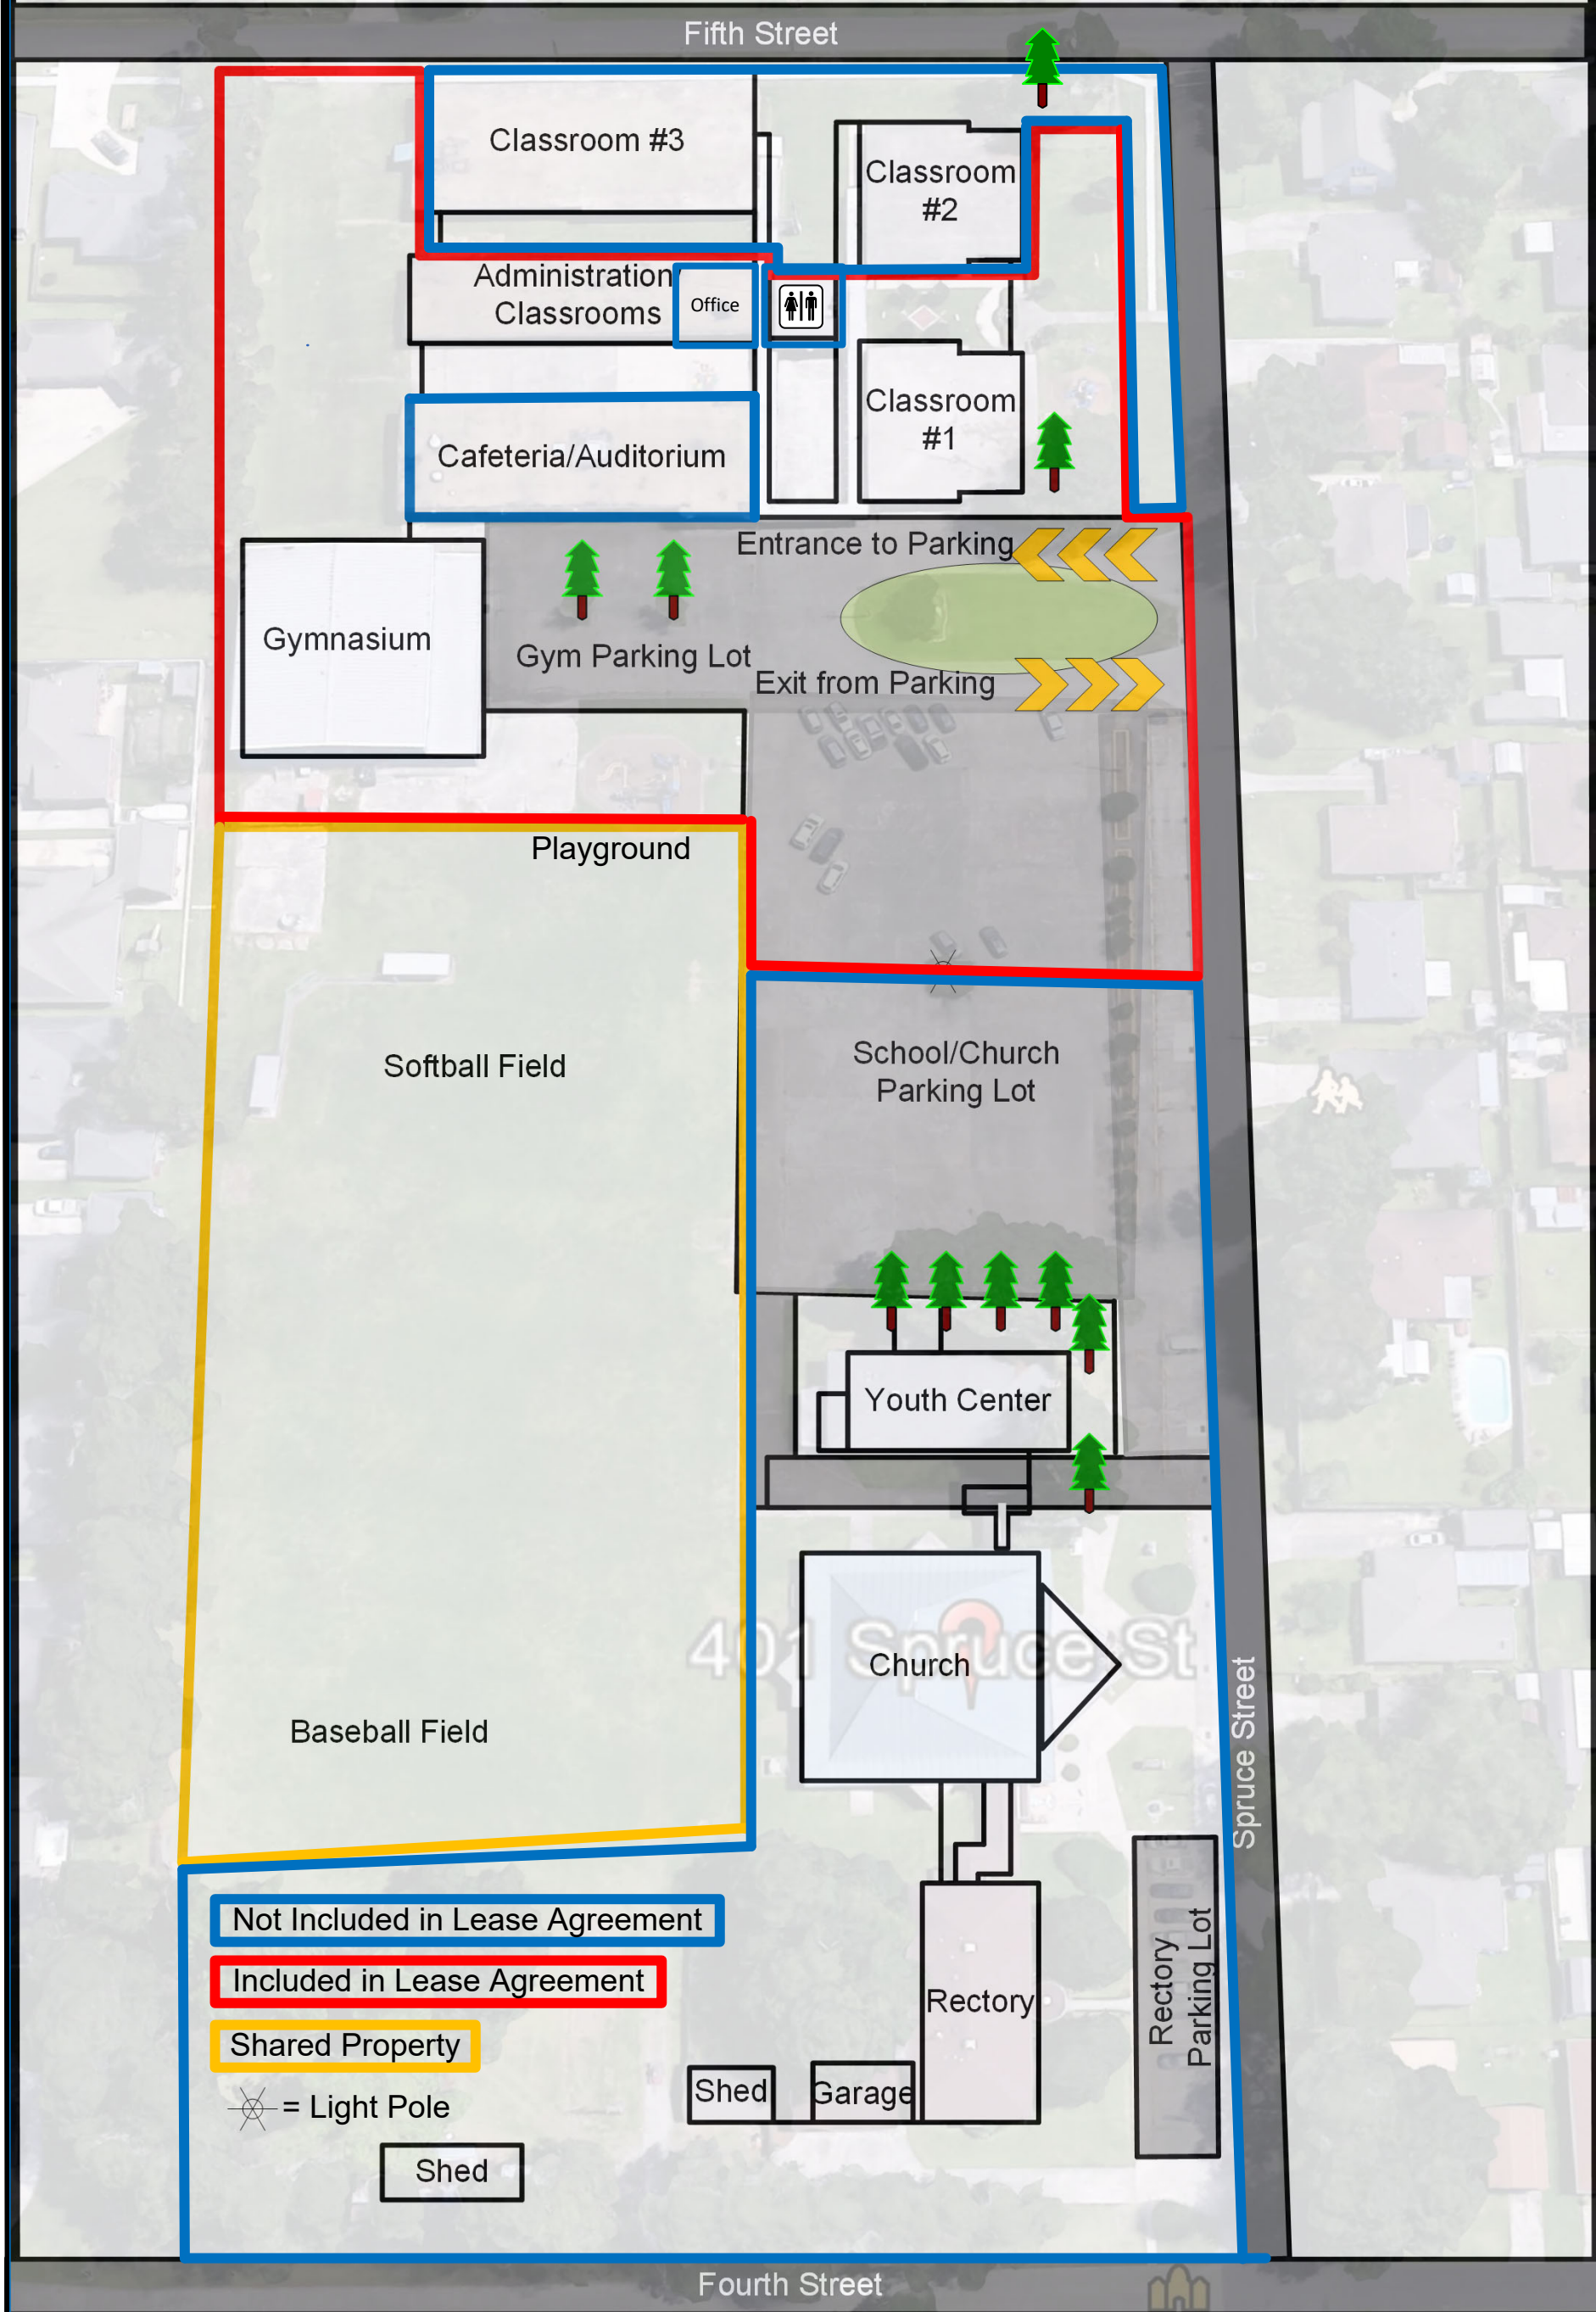 Fifth Street
Classroom #3
Classroom
#2
Administration
Classrooms
Office
Classroom
#1
Cafeteria/Auditorium
Entrance to Parking
Gymnasium
Gym Parking Lot
Exit from Parking
Playground
Softball Field
School/Church
Parking Lot
Youth Center
401 Spruce St
Church
Spruce Street
Baseball Field
Not Included in Lease Agreement
Included in Lease Agreement
Shared Property
= Light Pole
Rectory
Rectory
Parking Lot
Shed
Garage
Shed
Fourth Street